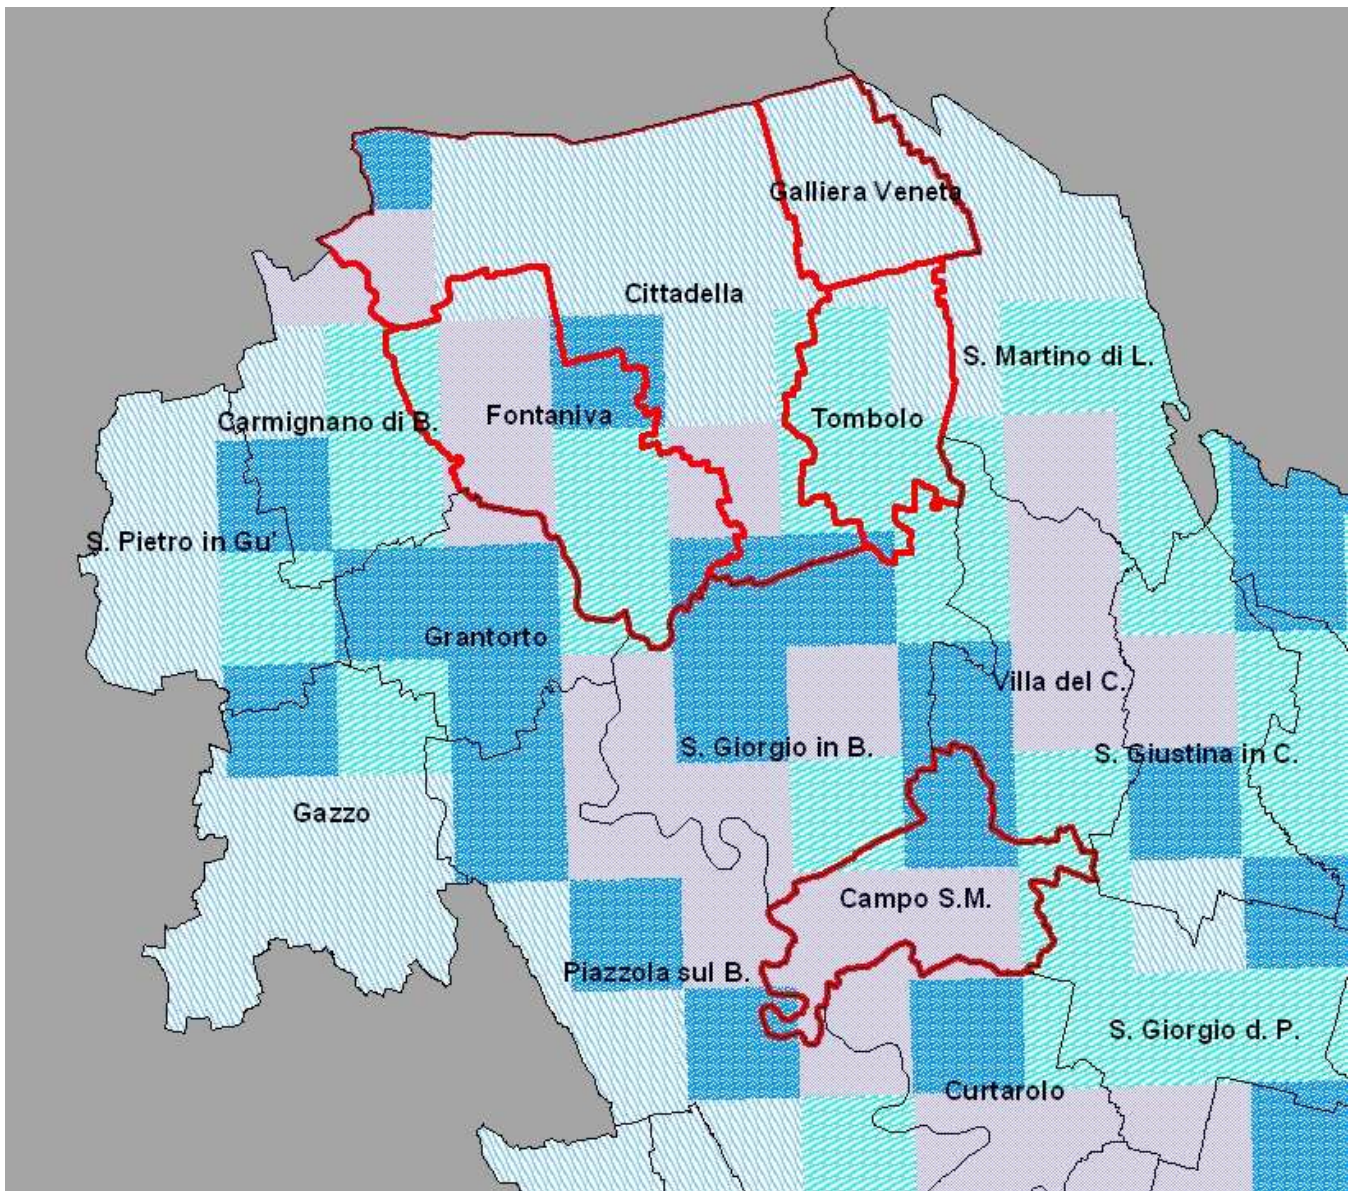 Galliera Veneta
Cittadella
S. Martino di L.
Carmignano di B.
Fontaniva
Tombolo
S. Pietro in Gu'
Grantorto
Villa del C.
S. Giorgio in B.
S. Giustina in C.
Gazzo
Campo S.M.
Piazzola sul B.
S. Giorgio d. P.
Curtarolo